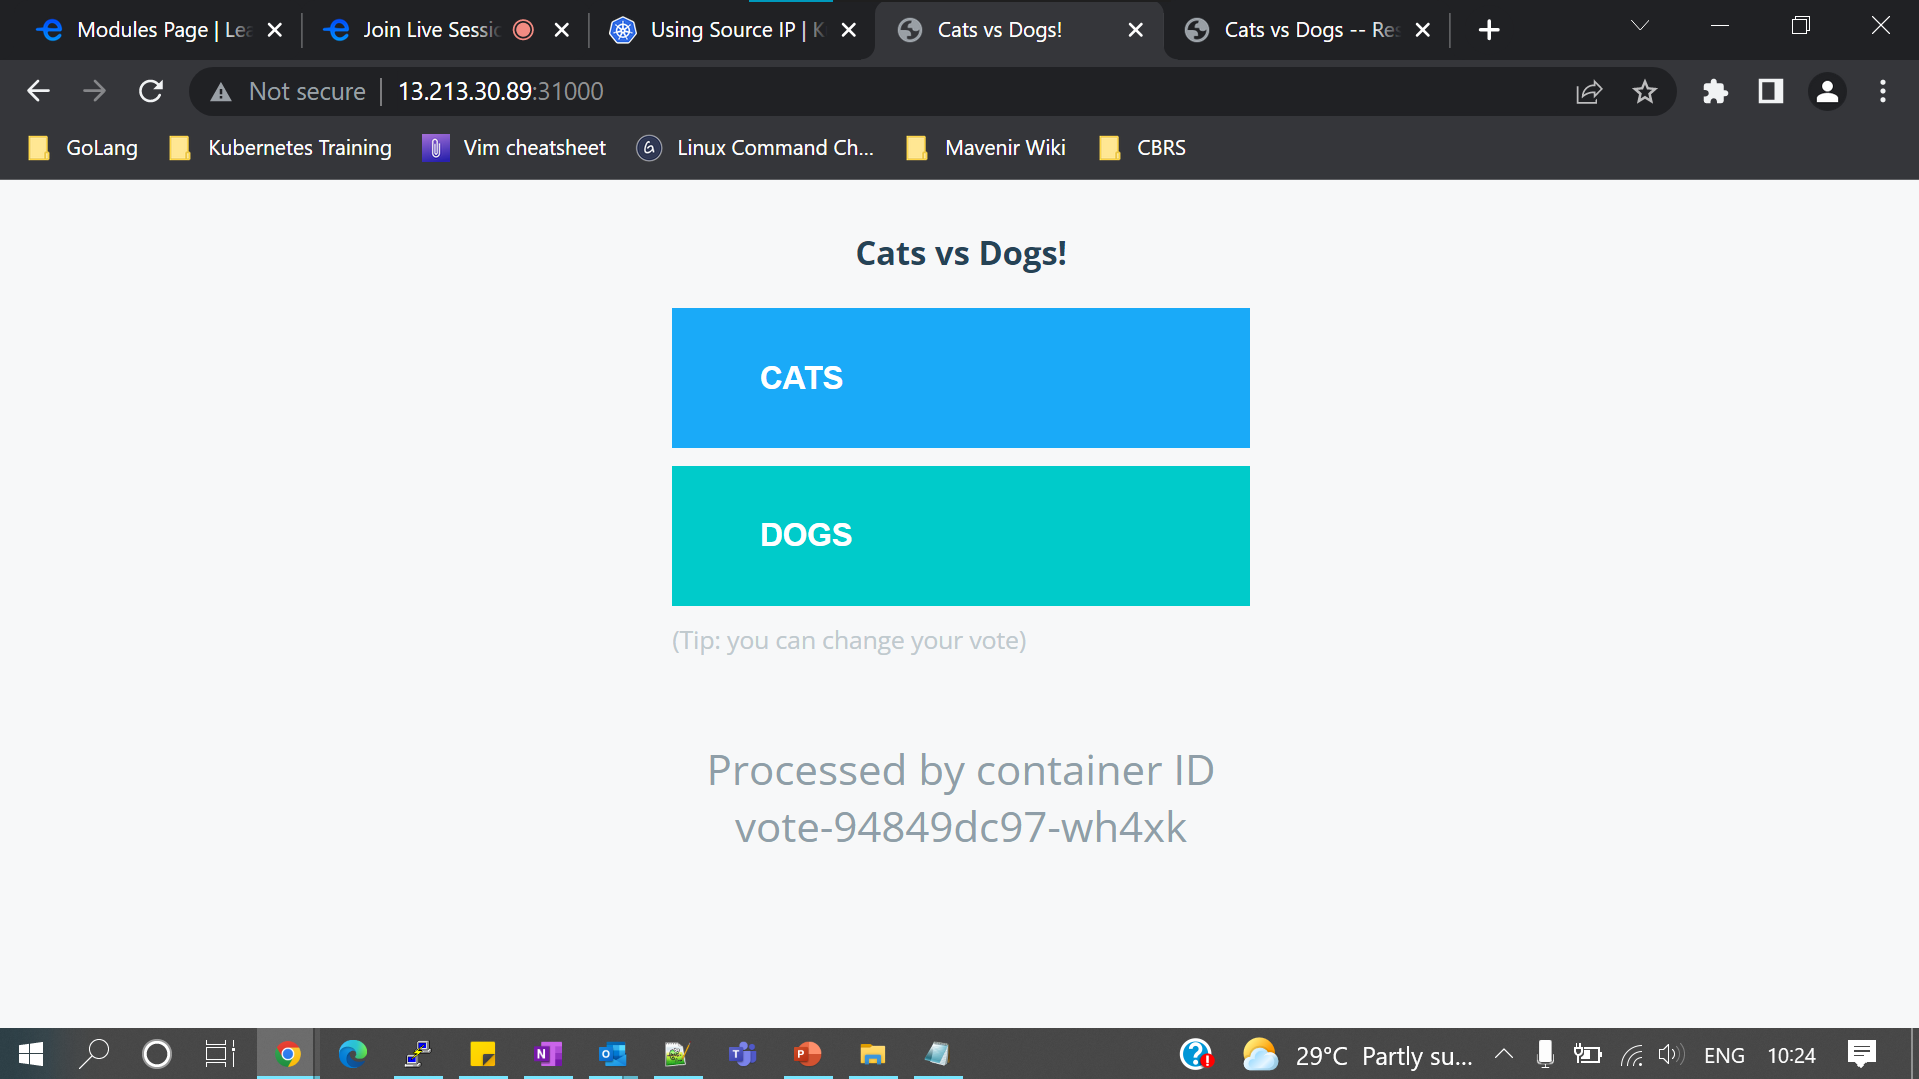 Modules Page | Lea
Join Live Sessio
Using Source IP | K
Cats vs Dogs!
Cats vs Dogs -- Res
Not secure
13.213.30.89:31000
GoLang
Kubernetes Training
Vim cheatsheet
Linux Command Ch...
Mavenir Wiki
CBRS
Cats vs Dogs!
CATS
DOGS
(Tip: you can change your vote)
Processed by container ID
vote-94849dc97-wh4xk
29°C Partly su...
ENG
10:24